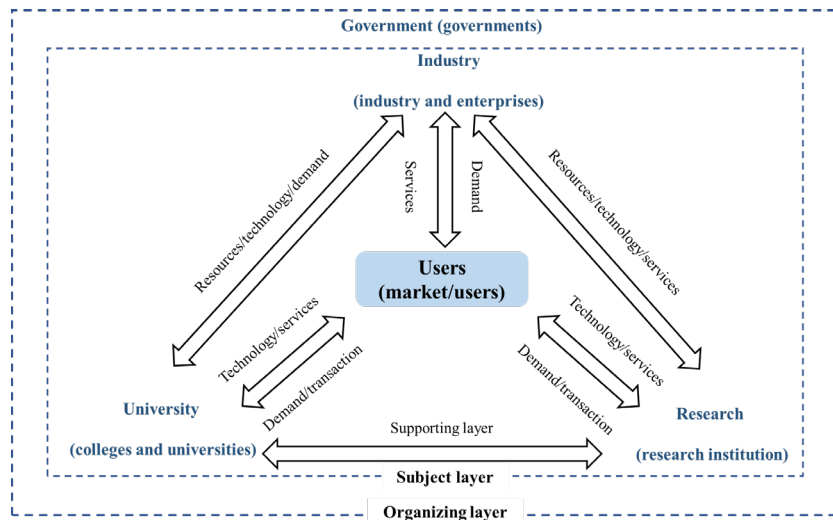 Government (governments)
Industry
(industry and enterprises)
Resources/technology/demand
Services
Demand
Resources/technology/services
Users
(market/users)
Technology/services
Demand/transaction
Technology/services
Demand/transaction
University
(colleges and universities)
Research
(research institution)
Supporting layer
Subject layer
Organizing layer